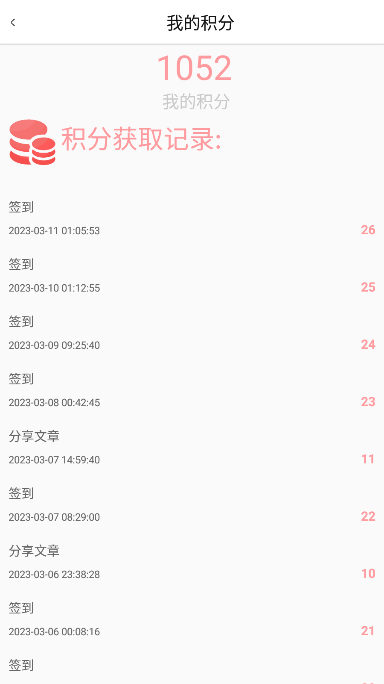 我的积分
1052
我的积分
积分获取记录:
签到
2023-03-11 01:05:53 26
签到
2023-03-10 01:12:55 25
签到
2023-03-09 09:25:40 24
签到
2023-03-08 00:42:45 23
分享文章
2023-03-07 14:59:40 11
签到
2023-03-07 08:29:00 22
分享文章
2023-03-06 23:38:28 10
签到
2023-03-06 00:08:16 21
签到